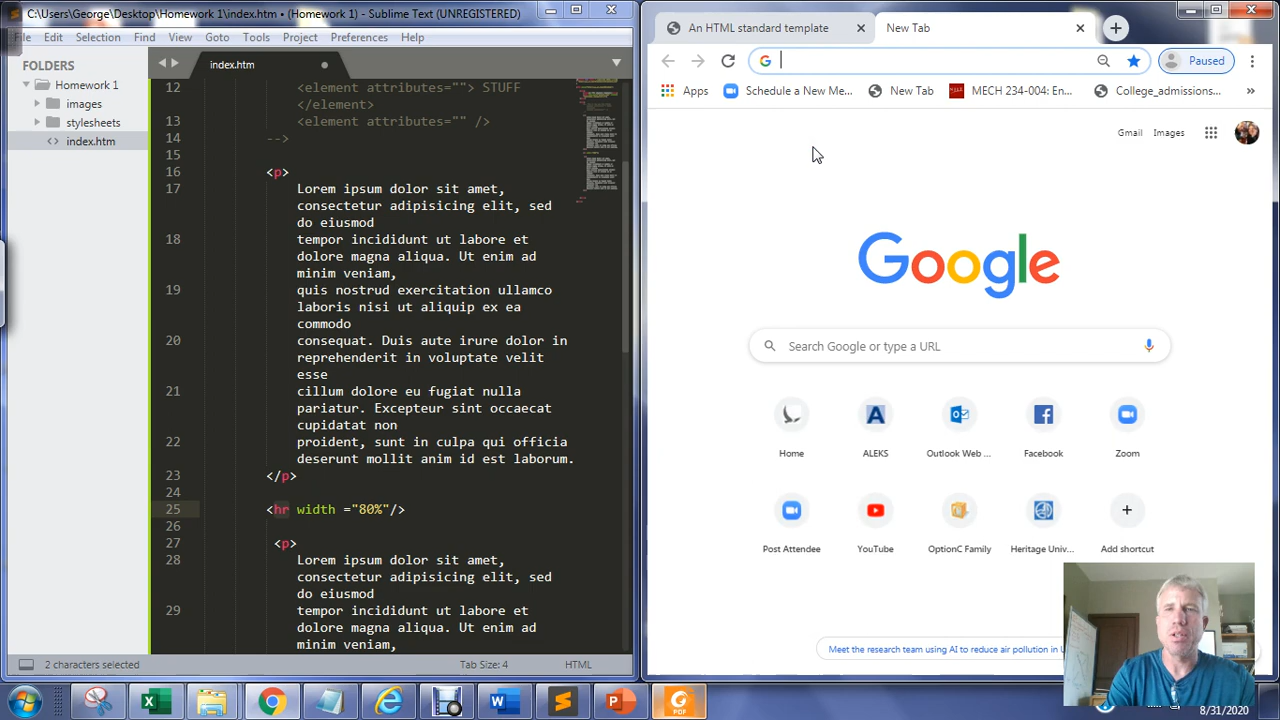 C:\Users\George\Desktop\Homework 1\index.htm • (Homework 1) - Sublime Text (UNREGISTERED)
File Edit Selection Find View Goto Tools Project Preferences Help
FOLDERS
Homework 1
images
stylesheets
index.htm
index.htm
12 <element attributes=""> STUFF
</element>
13 <element attributes="" />
14 -->
15
16 <p>
17 Lorem ipsum dolor sit amet,
consectetur adipisicing elit, sed
do eiusmod
18 tempor incididunt ut labore et
dolore magna aliqua. Ut enim ad
minim veniam,
19 quis nostrud exercitation ullamco
laboris nisi ut aliquip ex ea
commodo
20 consequat. Duis aute irure dolor in
reprehenderit in voluptate velit
esse
21 cillum dolore eu fugiat nulla
pariatur. Excepteur sint occaecat
cupidatat non
22 proident, sunt in culpa qui officia
deserunt mollit anim id est laborum.
23 </p>
24
25 <hr width ="80%"/>
26
27 <p>
28 Lorem ipsum dolor sit amet,
consectetur adipisicing elit, sed
do eiusmod
29 tempor incididunt ut labore et
dolore magna aliqua. Ut enim ad
minim veniam,
2 characters selected
Tab Size: 4
HTML
An HTML standard template
New Tab
Paused
Apps
Schedule a New Me...
New Tab
MECH 234-004: En...
College_admissions...
»
Gmail Images
Google
Search Google or type a URL
Home
ALEKS
Outlook Web ...
Facebook
Zoom
Post Attendee
YouTube
OptionC Family
Heritage Univ...
Add shortcut
Meet the research team using AI to reduce air pollution in
8/31/2020